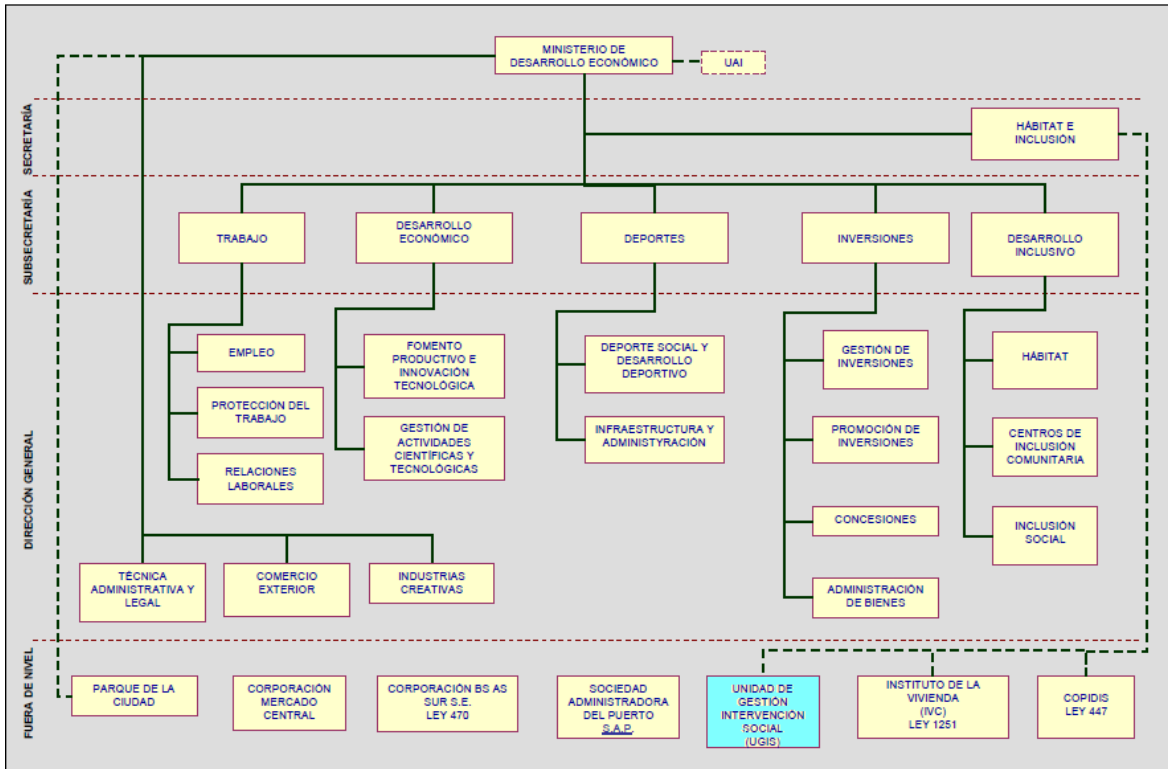 MINISTERIO DE
DESARROLLO ECONÓMICO
UAI
SECRETARÍA
HÁBITAT E
INCLUSIÓN
SUBSECRETARÍA
TRABAJO
DESARROLLO
ECONÓMICO
DEPORTES
INVERSIONES
DESARROLLO
INCLUSIVO
DIRECCIÓN GENERAL
EMPLEO
PROTECCIÓN DEL
TRABAJO
RELACIONES
LABORALES
FOMENTO
PRODUCTIVO E
INNOVACIÓN
TECNOLÓGICA
GESTIÓN DE
ACTIVIDADES
CIENTÍFICAS Y
TECNOLÓGICAS
DEPORTE SOCIAL Y
DESARROLLO
DEPORTIVO
INFRAESTRUCTURA Y
ADMINISTYRACIÓN
GESTIÓN DE
INVERSIONES
PROMOCIÓN DE
INVERSIONES
CONCESIONES
ADMINISTRACIÓN
DE BIENES
HÁBITAT
CENTROS DE
INCLUSIÓN
COMUNITARIA
INCLUSIÓN
SOCIAL
TÉCNICA
ADMINISTRATIVA Y
LEGAL
COMERCIO
EXTERIOR
INDUSTRIAS
CREATIVAS
FUERA DE NIVEL
PARQUE DE LA
CIUDAD
CORPORACIÓN
MERCADO
CENTRAL
CORPORACIÓN BS AS
SUR S.E.
LEY 470
SOCIEDAD
ADMINISTRADORA
DEL PUERTO
S.A.P.
UNIDAD DE
GESTIÓN
INTERVENCIÓN
SOCIAL
(UGIS)
INSTITUTO DE LA
VIVIENDA
(IVC)
LEY 1251
COPIDIS
LEY 447